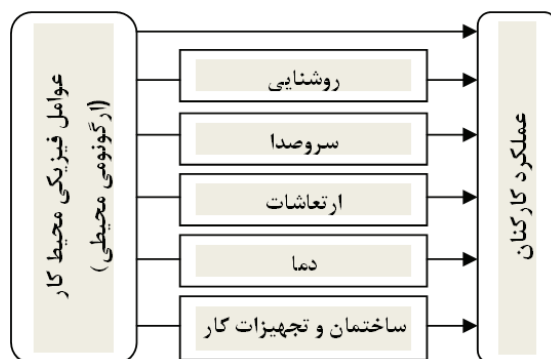 عوامل فیزیکی محیط کار
(ارگونومی محیطی)
روشنایی
سروصدا
ارتعاشات
دما
ساختمان و تجهیزات کار
عملکرد کارکنان